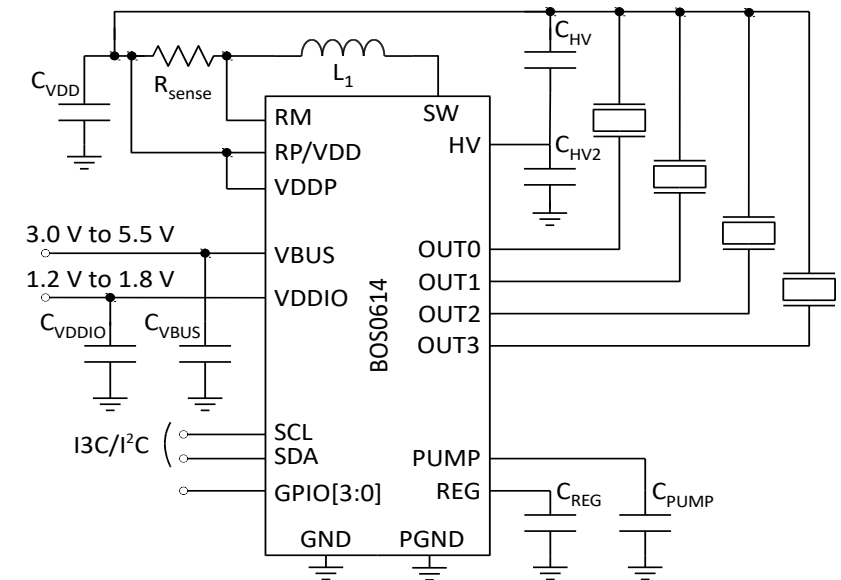 C_HV
C_VDD
R_sense
L_1
RM
SW
RP/VDD
HV
C_HV2
VDDP
3.0 V to 5.5 V
VBUS
OUT0
1.2 V to 1.8 V
OUT1
VDDIO
OUT2
C_VDDIO
C_VBUS
BOS0614
OUT3
SCL
I3C/I²C
SDA
PUMP
GPIO[3:0]
REG
C_REG
C_PUMP
GND
PGND